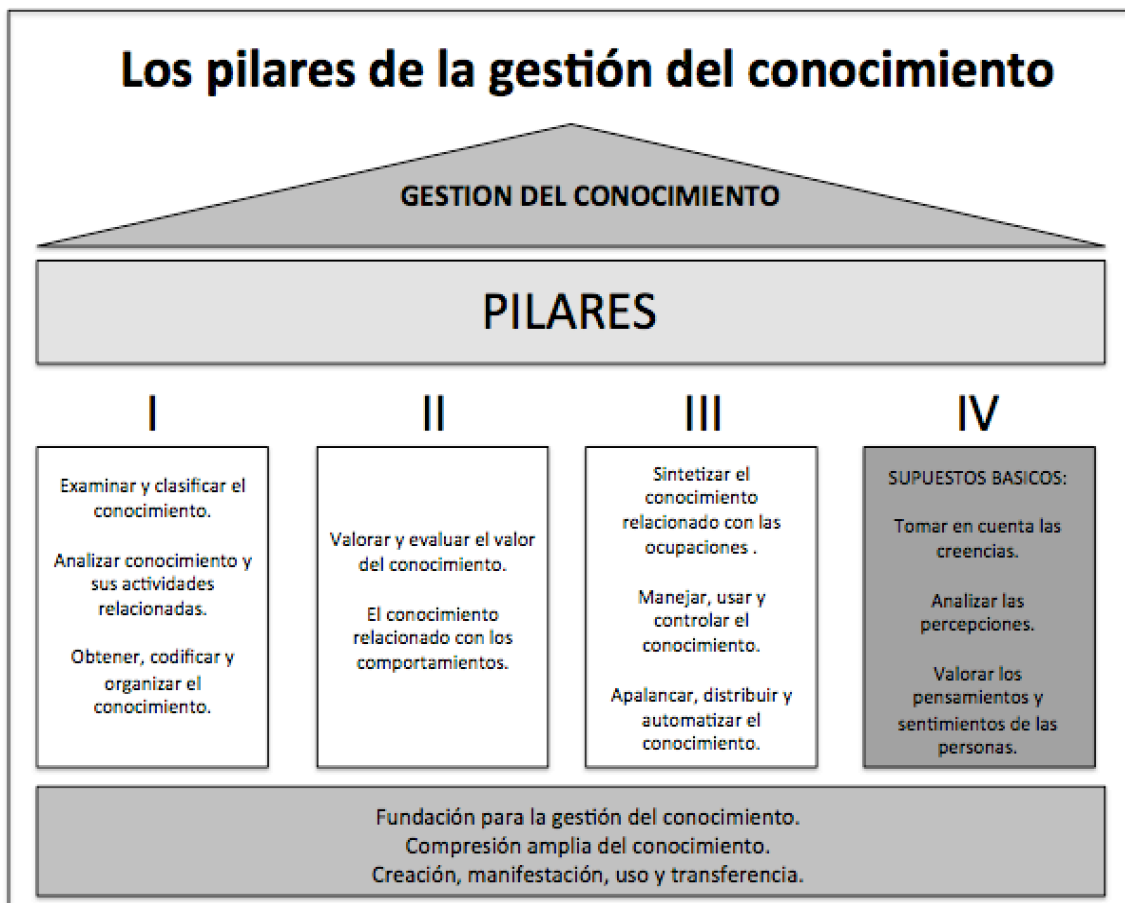 Los pilares de la gestión del conocimiento
GESTION DEL CONOCIMIENTO
PILARES
I
Examinar y clasificar el
conocimiento.
Analizar conocimiento y
sus actividades
relacionadas.
Obtener, codificar y
organizar el
conocimiento.
II
Valorar y evaluar el valor
del conocimiento.
El conocimiento
relacionado con los
comportamientos.
III
Sintetizar el
conocimiento
relacionado con las
ocupaciones .
Manejar, usar y
controlar el
conocimiento.
Apalancar, distribuir y
automatizar el
conocimiento.
IV
SUPUESTOS BASICOS:
Tomar en cuenta las
creencias.
Analizar las
percepciones.
Valorar los
pensamientos y
sentimientos de las
personas.
Fundación para la gestión del conocimiento.
Compresión amplia del conocimiento.
Creación, manifestación, uso y transferencia.